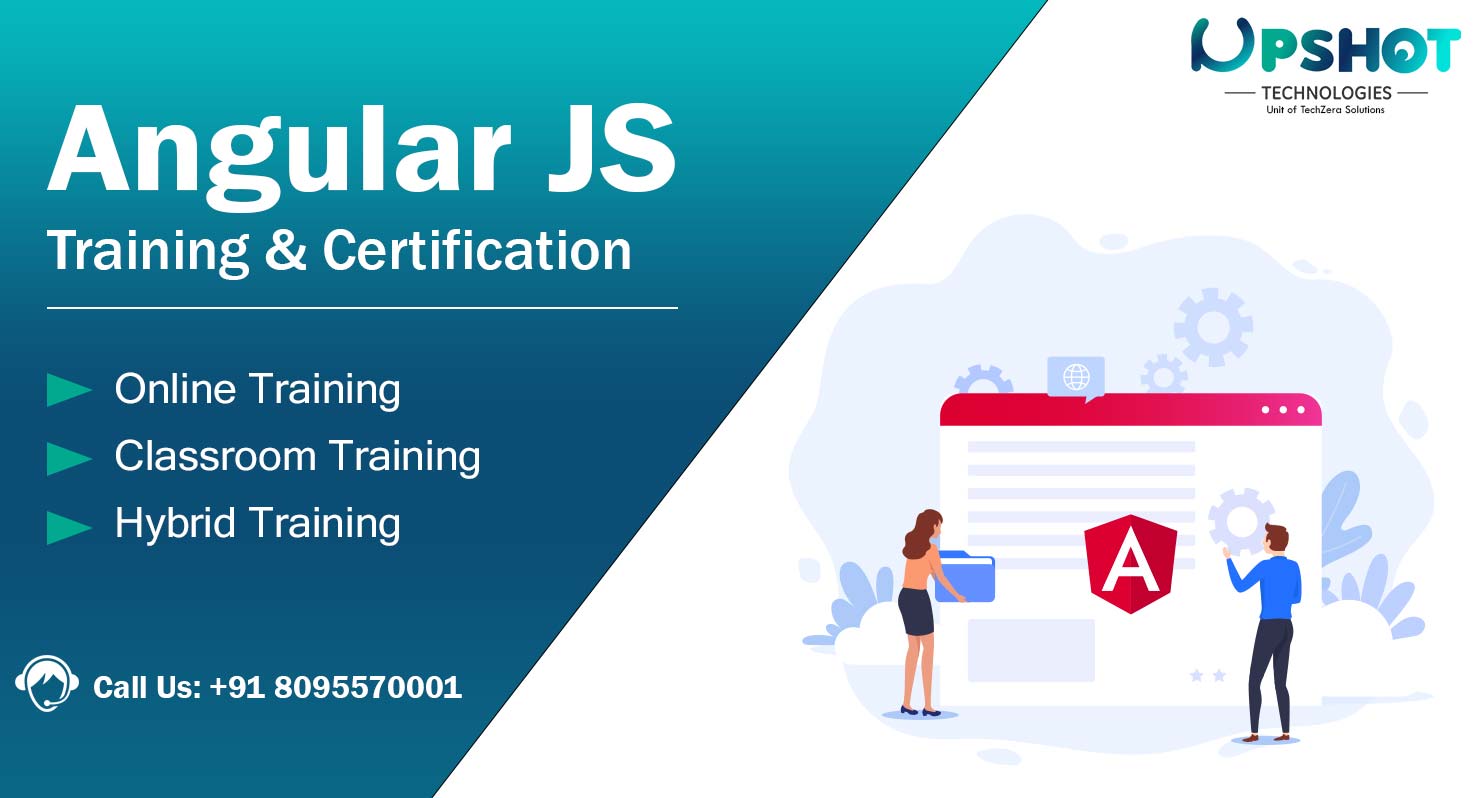 UPSHOT
TECHNOLOGIES
Unit of TechZera Solutions
Angular JS
Training & Certification
Online Training
Classroom Training
Hybrid Training
Call Us: +91 8095570001
A